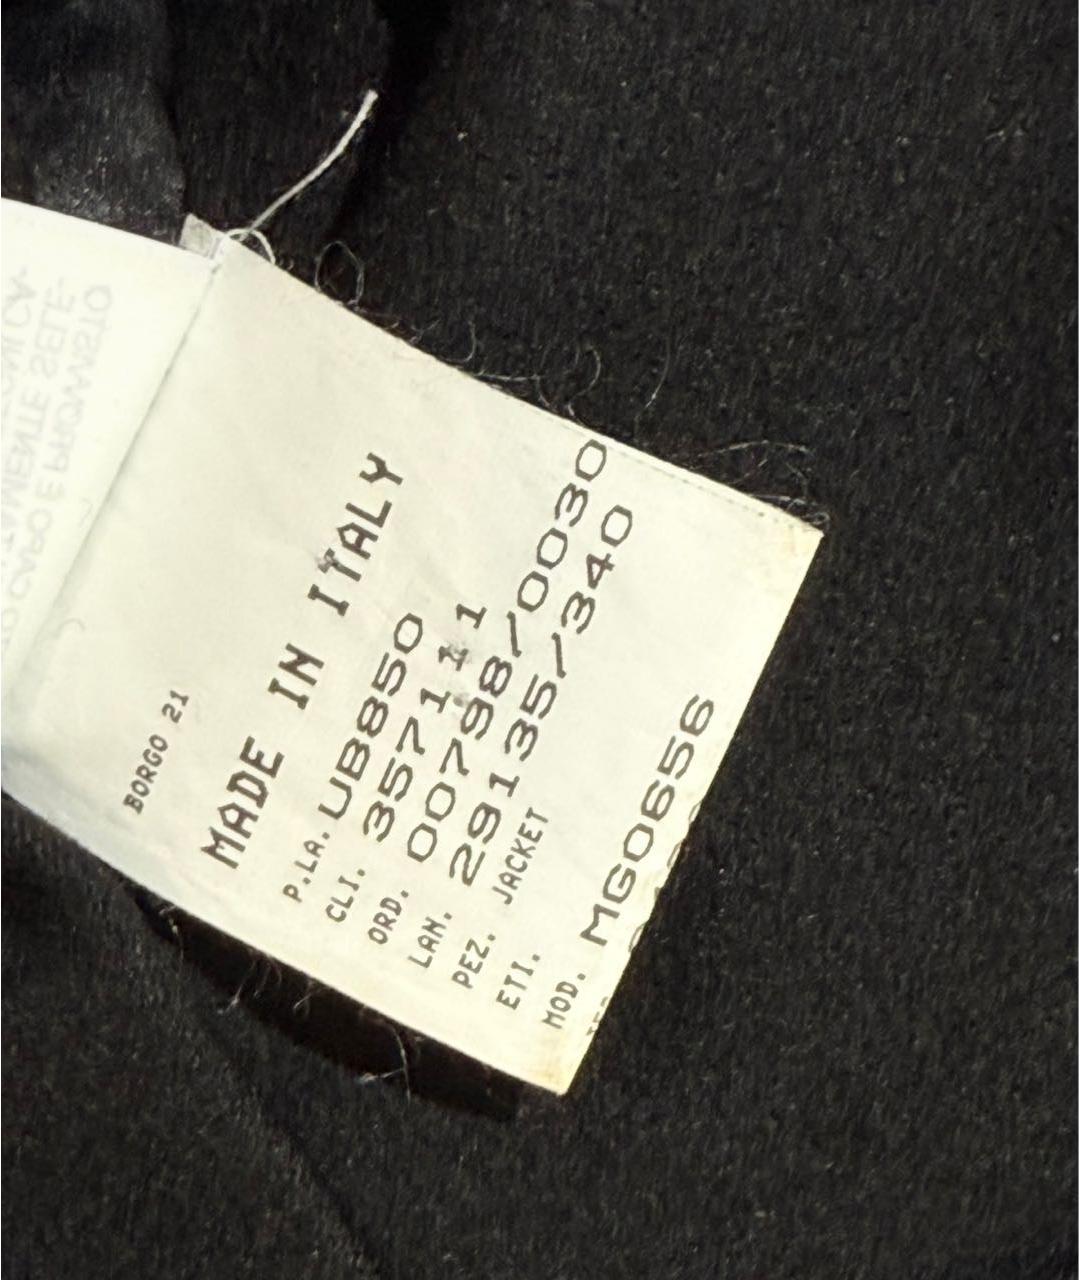 BORGO 21
MADE IN ITALY
P.LA. UB850
CLI. 3571111
ORD. 00798/0030
LAN. 29135/340
PEZ. JACKET
ETI.
MOD. MG0656